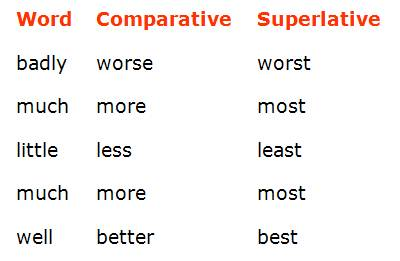 Word Comparative Superlative
badly worse worst
much more most
little less least
much more most
well better best